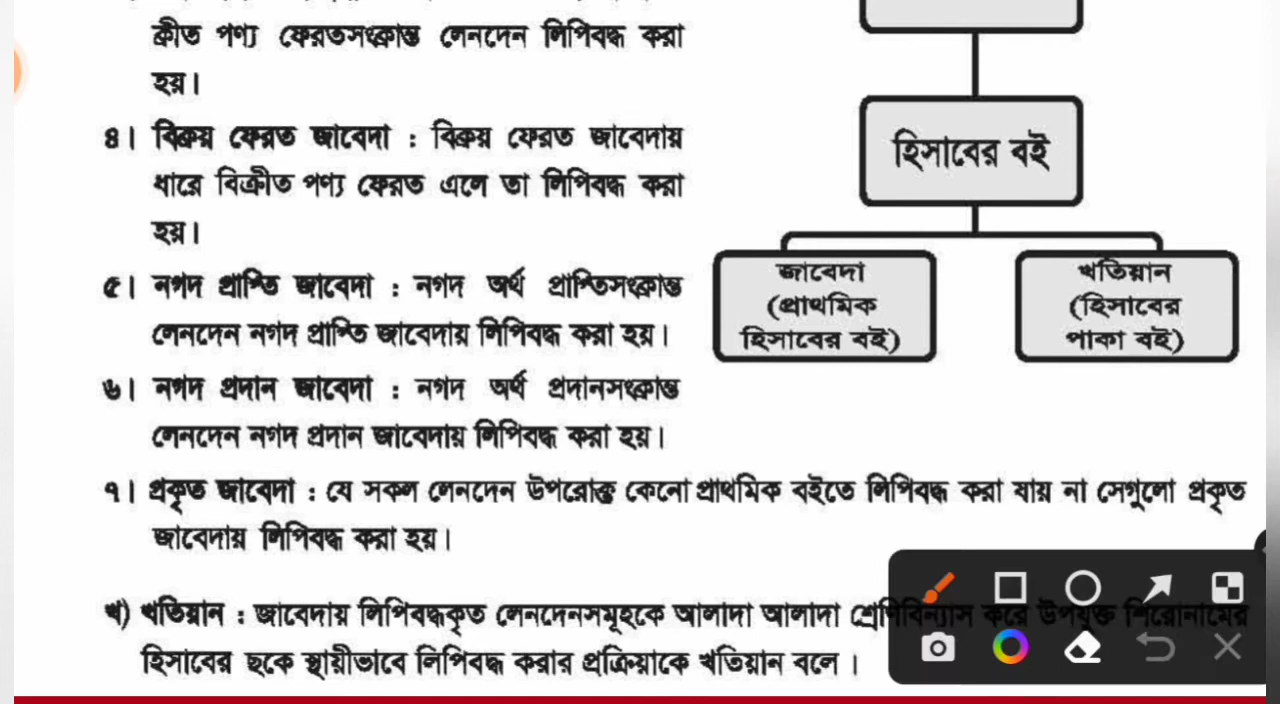 ক্রীত পণ্য ফেরতসংক্রান্ত লেনদেন লিপিবদ্ধ করা
হয়।
৪। বিক্রয় ফেরত জাবেদা : বিক্রয় ফেরত জাবেদায়
ধারে বিক্রীত পণ্য ফেরত এলে তা লিপিবদ্ধ করা
হয়।
৫। নগদ প্রাপ্তি জাবেদা : নগদ অর্থ প্রাপ্তিসংক্রান্ত
লেনদেন নগদ প্রাপ্তি জাবেদায় লিপিবদ্ধ করা হয়।
৬। নগদ প্রদান জাবেদা : নগদ অর্থ প্রদানসংক্রান্ত
লেনদেন নগদ প্রদান জাবেদায় লিপিবদ্ধ করা হয়।
হিসাবের বই
জাবেদা
(প্রাথমিক
হিসাবের বই)
খতিয়ান
(হিসাবের
পাকা বই)
৭। প্রকৃত জাবেদা : যে সকল লেনদেন উপরোক্ত কেনো প্রাথমিক বইতে লিপিবদ্ধ করা যায় না সেগুলো প্রকৃত
জাবেদায় লিপিবদ্ধ করা হয়।
খ) খতিয়ান : জাবেদায় লিপিবদ্ধকৃত লেনদেনসমূহকে আলাদা আলাদা শ্রেণিবিন্যাস করে উপযুক্ত শিরোনামের
হিসাবের ছকে স্থায়ীভাবে লিপিবদ্ধ করার প্রক্রিয়াকে খতিয়ান বলে।